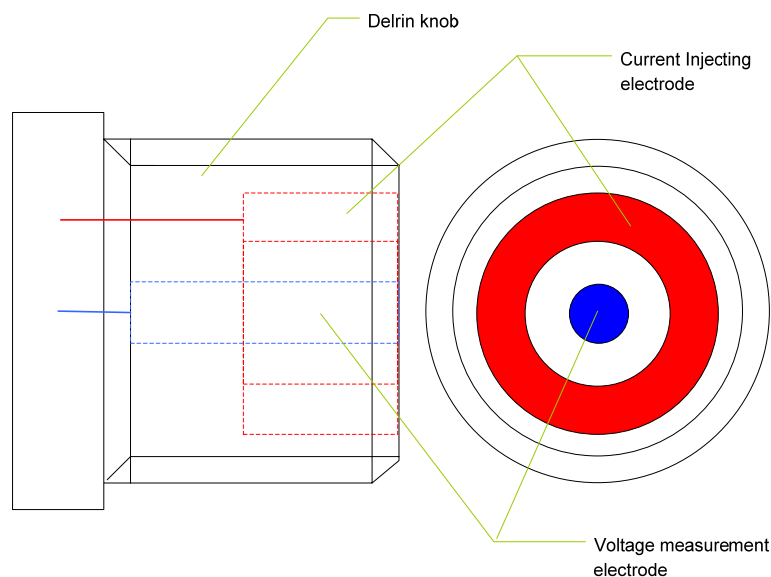 Delrin knob
Current Injecting
electrode
Voltage measurement
electrode